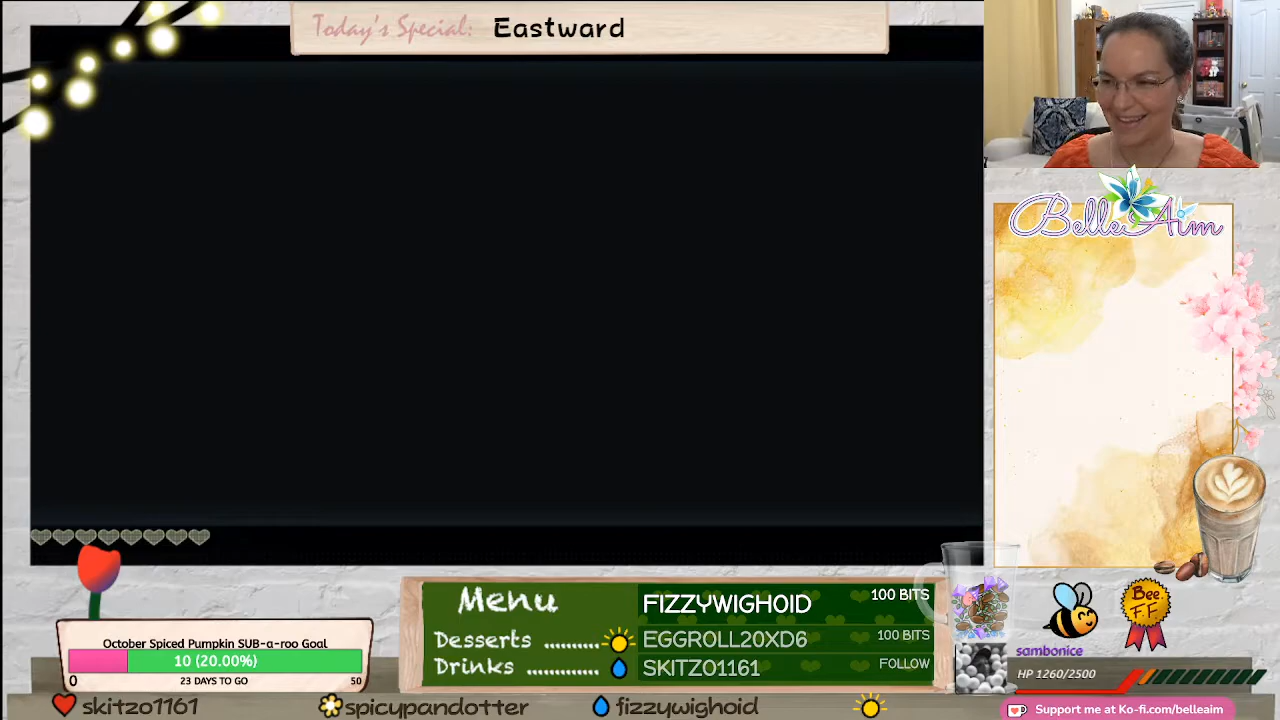 Today's Special: Eastward
BelleAim
Menu
Desserts ..........
Drinks .............
FIZZYWIGHOID 100 BITS
EGGROLL20XD6 100 BITS
SKITZO1161 FOLLOW
October Spiced Pumpkin SUB-a-roo Goal
10 (20.00%)
0 23 DAYS TO GO 50
Bee
F.F
sambonice
HP 1260/2500
skitzo1161 spicypandotter fizzywighoid
Support me at Ko-fi.com/belleaim